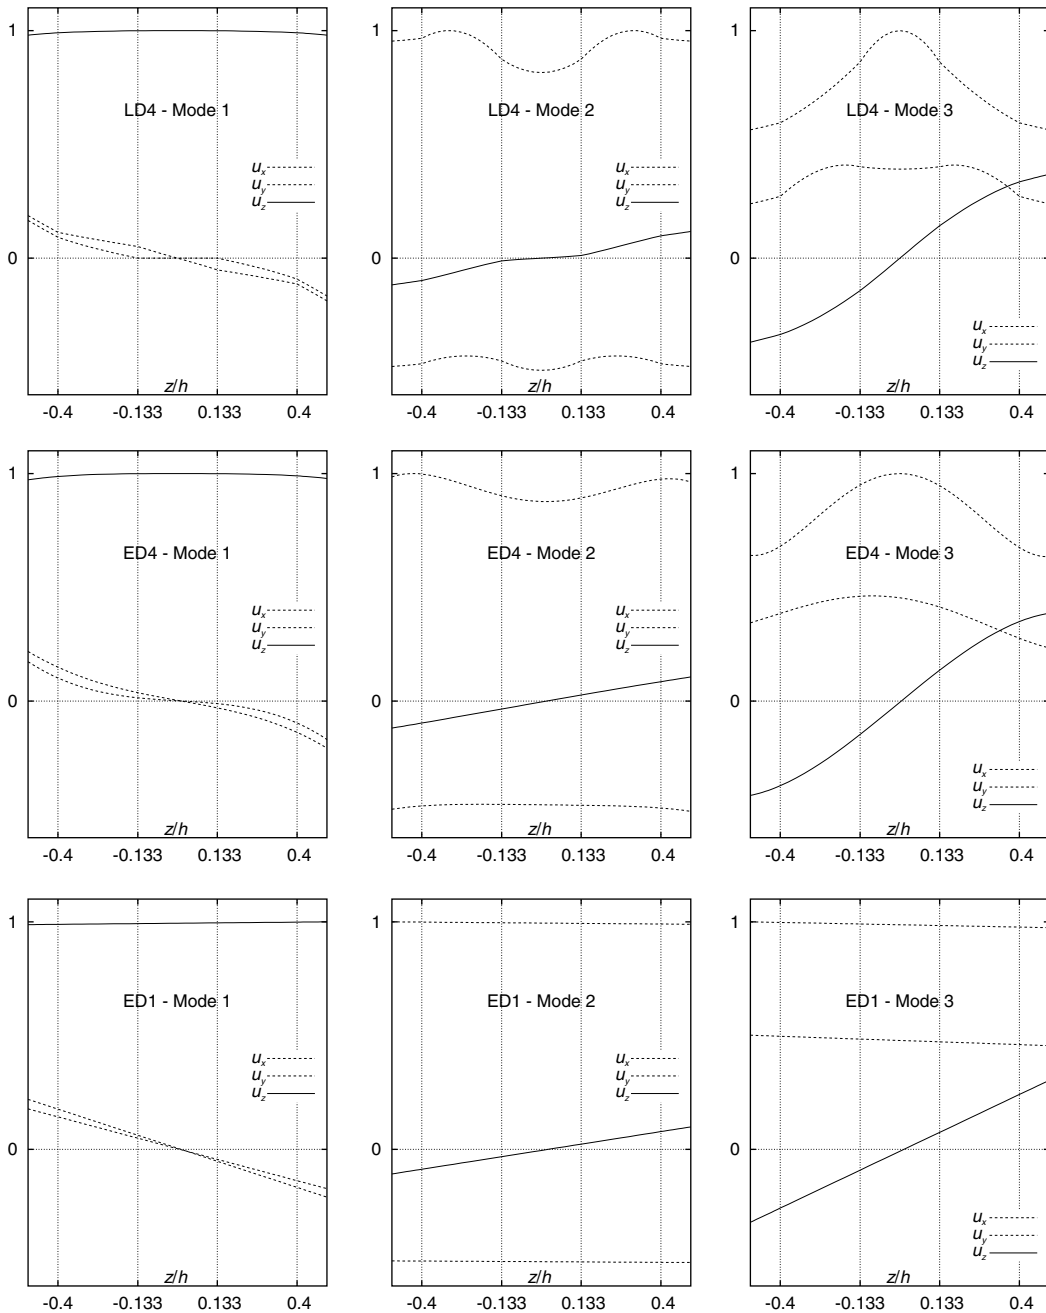 1
0
LD4 - Mode 1
u_x
u_y
u_z
z/h
-0.4 -0.133 0.133 0.4
LD4 - Mode 2
u_x
u_y
u_z
z/h
-0.4 -0.133 0.133 0.4
LD4 - Mode 3
u_x
u_y
u_z
z/h
-0.4 -0.133 0.133 0.4
1
0
ED4 - Mode 1
u_x
u_y
u_z
z/h
-0.4 -0.133 0.133 0.4
1
0
ED4 - Mode 2
u_x
u_y
u_z
z/h
-0.4 -0.133 0.133 0.4
1
0
ED4 - Mode 3
u_x
u_y
u_z
z/h
-0.4 -0.133 0.133 0.4
1
0
ED1 - Mode 1
u_x
u_y
u_z
z/h
-0.4 -0.133 0.133 0.4
1
0
ED1 - Mode 2
u_x
u_y
u_z
z/h
-0.4 -0.133 0.133 0.4
1
0
ED1 - Mode 3
u_x
u_y
u_z
z/h
-0.4 -0.133 0.133 0.4